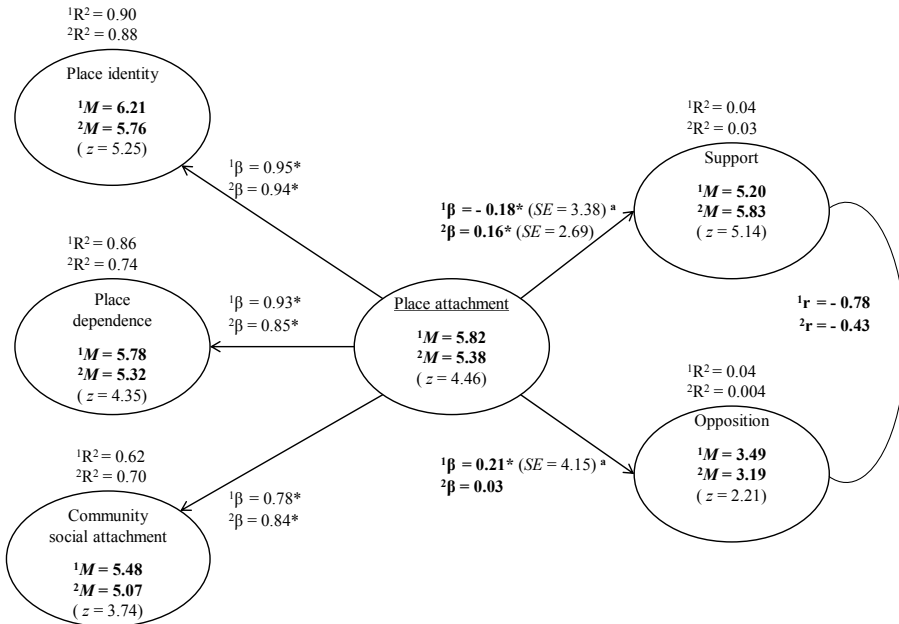 ¹R² = 0.90
²R² = 0.88
Place identity
¹M = 6.21
²M = 5.76
( z = 5.25)
¹β = 0.95*
²β = 0.94*
¹R² = 0.86
²R² = 0.74
Place
dependence
¹M = 5.78
²M = 5.32
( z = 4.35)
¹β = 0.93*
²β = 0.85*
¹R² = 0.62
²R² = 0.70
Community
social attachment
¹M = 5.48
²M = 5.07
( z = 3.74)
¹β = 0.78*
²β = 0.84*
Place attachment
¹M = 5.82
²M = 5.38
( z = 4.46)
¹β = - 0.18* (SE = 3.38) ᵃ
²β = 0.16* (SE = 2.69)
¹R² = 0.04
²R² = 0.03
Support
¹M = 5.20
²M = 5.83
( z = 5.14)
¹r = - 0.78
²r = - 0.43
¹β = 0.21* (SE = 4.15) ᵃ
²β = 0.03
¹R² = 0.04
²R² = 0.004
Opposition
¹M = 3.49
²M = 3.19
( z = 2.21)